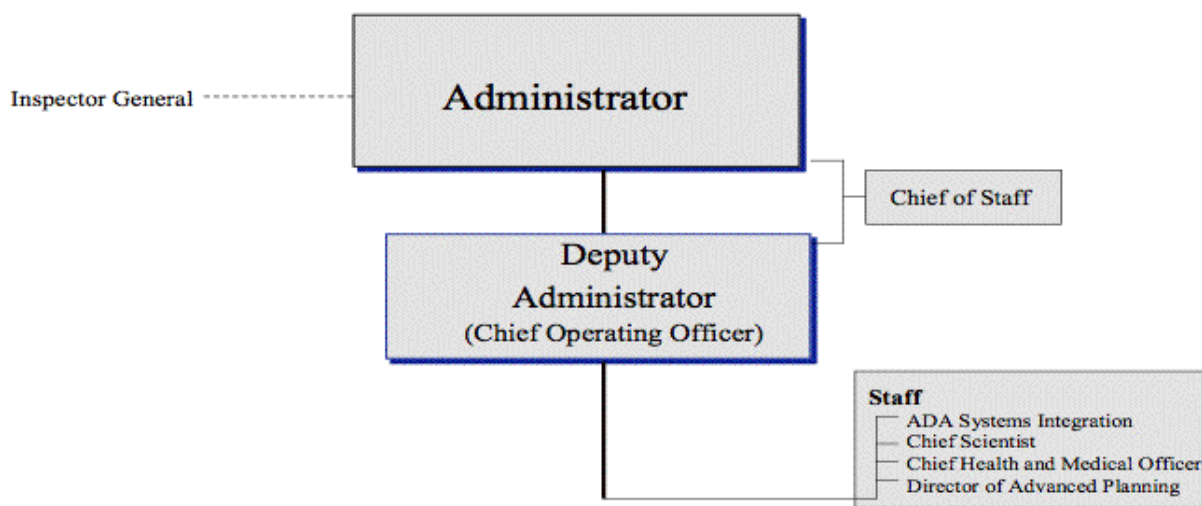 Administrator
Inspector General
Chief of Staff
Deputy
Administrator
(Chief Operating Officer)
Staff
ADA Systems Integration
Chief Scientist
Chief Health and Medical Officer
Director of Advanced Planning